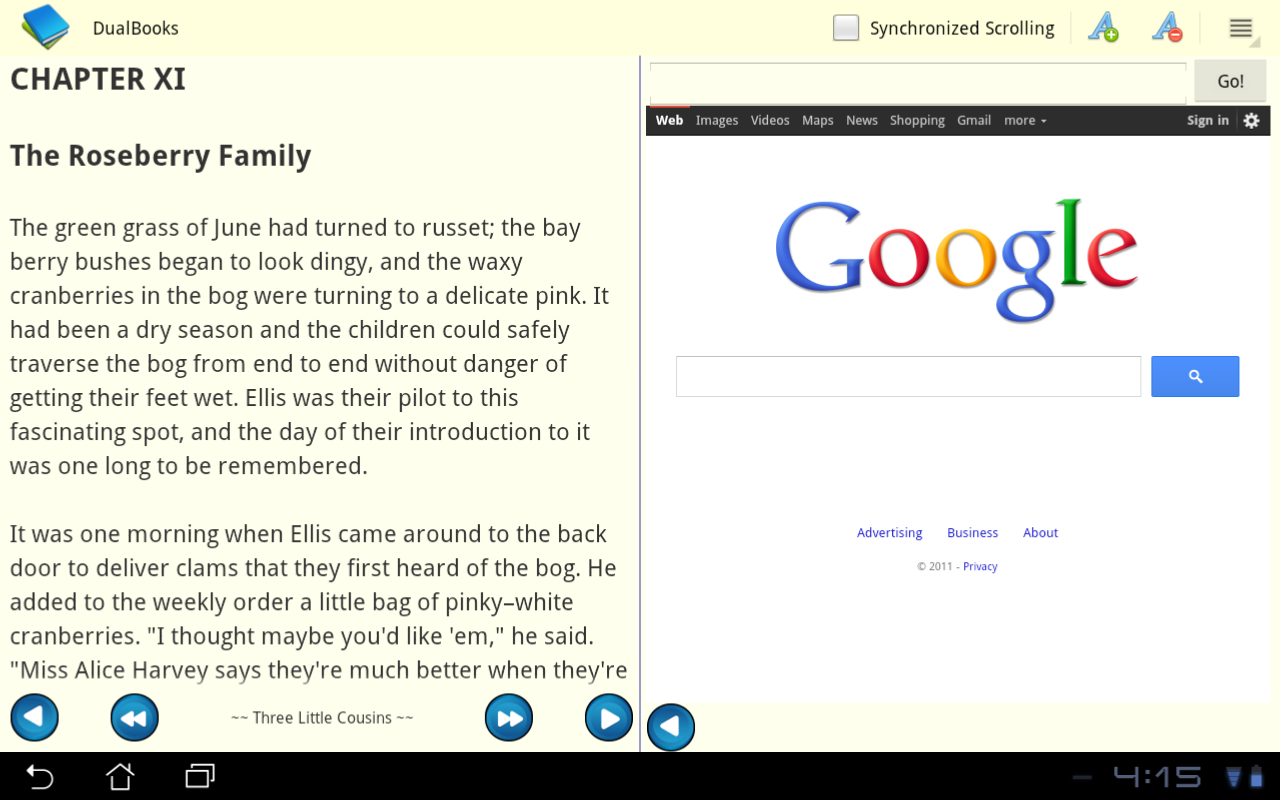 DualBooks
Synchronized Scrolling
CHAPTER XI
The Roseberry Family
The green grass of June had turned to russet; the bay
berry bushes began to look dingy, and the waxy
cranberries in the bog were turning to a delicate pink. It
had been a dry season and the children could safely
traverse the bog from end to end without danger of
getting their feet wet. Ellis was their pilot to this
fascinating spot, and the day of their introduction to it
was one long to be remembered.
It was one morning when Ellis came around to the back
door to deliver clams that they first heard of the bog. He
added to the weekly order a little bag of pinky–white
cranberries. "I thought maybe you'd like 'em," he said.
"Miss Alice Harvey says they're much better when they're
~~ Three Little Cousins ~~
Go!
Web Images Videos Maps News Shopping Gmail more Sign in
Google
Advertising Business About
© 2011 - Privacy
4:15